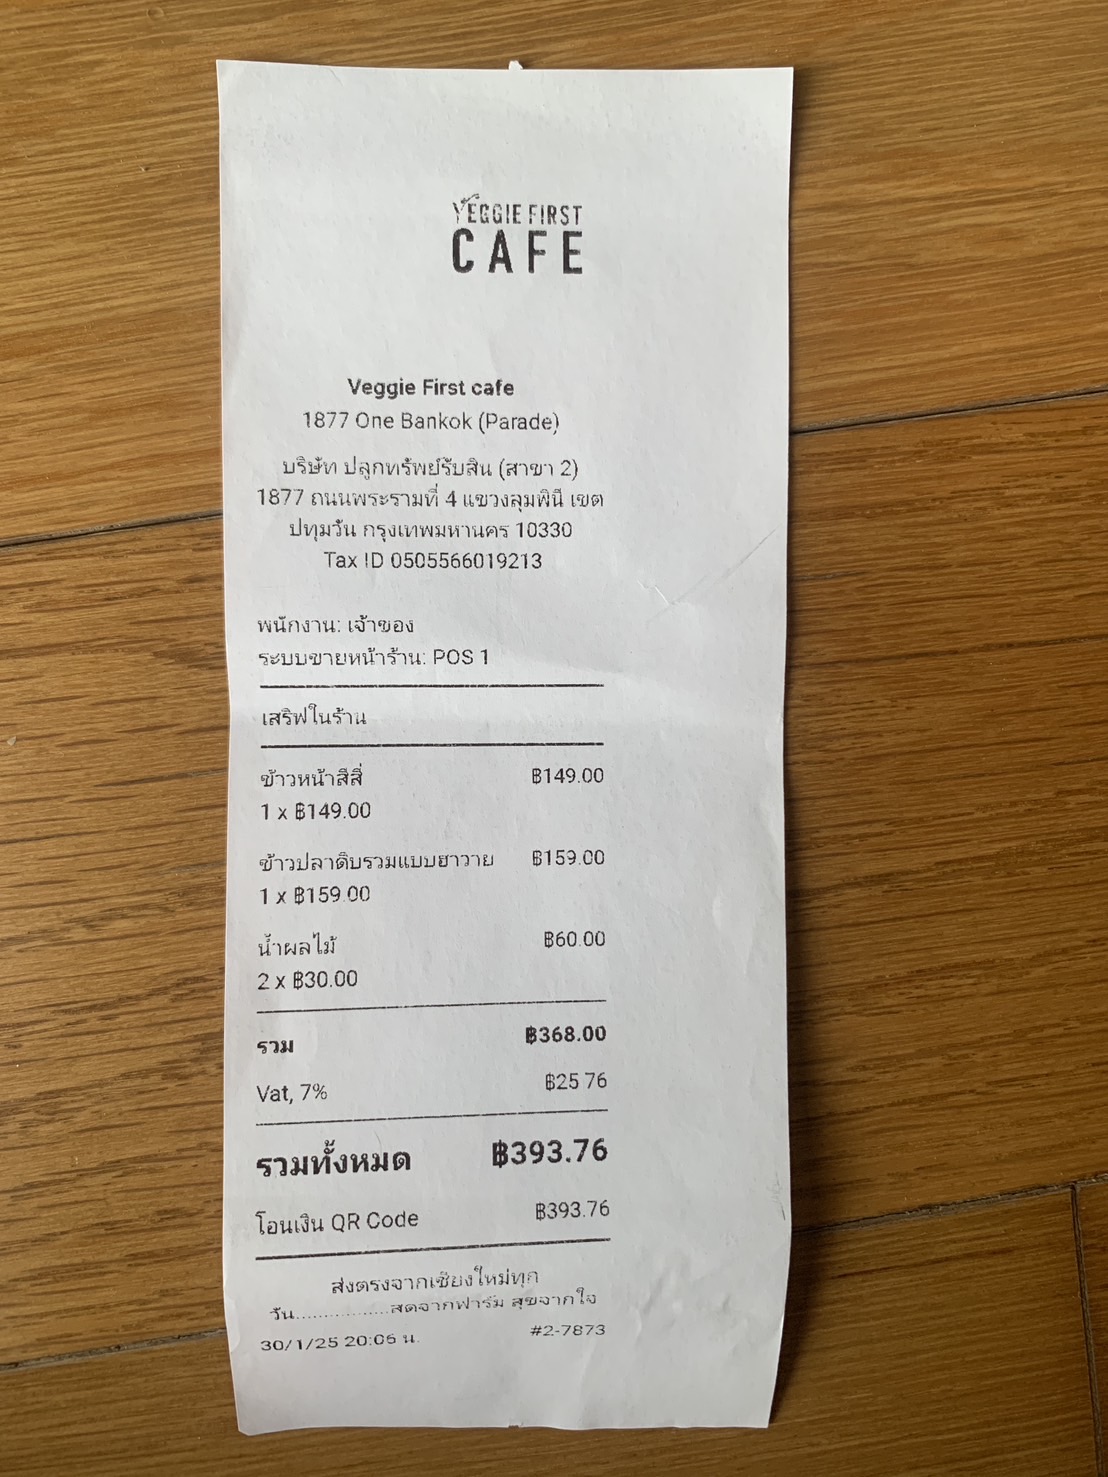 VEGGIE FIRST
CAFE
Veggie First cafe
1877 One Bankok (Parade)
บริษัท ปลูกทรัพย์รับสิน (สาขา 2)
1877 ถนนพระรามที่ 4 แขวงลุมพินี เขต
ปทุมวัน กรุงเทพมหานคร 10330
Tax ID 0505566019213
พนักงาน: เจ้าของ
ระบบขายหน้าร้าน: POS 1
เสริฟในร้าน
ข้าวหน้าสีสี่ ฿149.00
1 x ฿149.00
ข้าวปลาดิบรวมแบบฮาวาย ฿159.00
1 x ฿159.00
น้ำผลไม้ ฿60.00
2 x ฿30.00
รวม ฿368.00
Vat, 7% ฿25.76
รวมทั้งหมด ฿393.76
โอนเงิน QR Code ฿393.76
ส่งตรงจากเชียงใหม่ทุก
วัน.................สดจากฟาร์ม สุขจากใจ
30/1/25 20:06 น. #2-7873